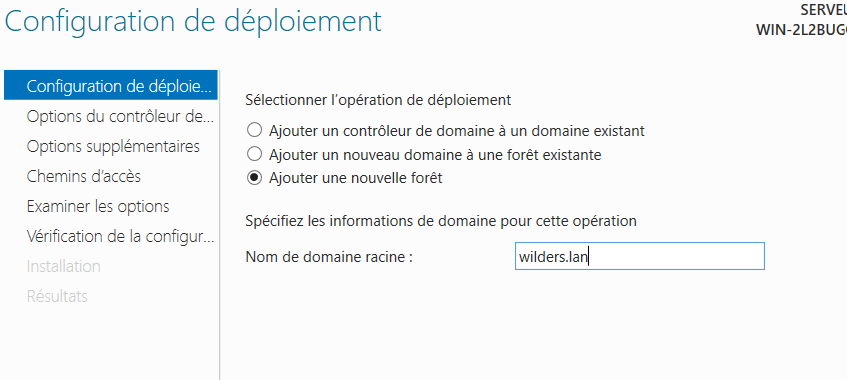 Configuration de déploiement
SERVEU
WIN-2L2BUG
Configuration de déploie...
Options du contrôleur de...
Options supplémentaires
Chemins d'accès
Examiner les options
Vérification de la configur...
Installation
Résultats
Sélectionner l'opération de déploiement
Ajouter un contrôleur de domaine à un domaine existant
Ajouter un nouveau domaine à une forêt existante
Ajouter une nouvelle forêt
Spécifiez les informations de domaine pour cette opération
Nom de domaine racine :
wilders.lan